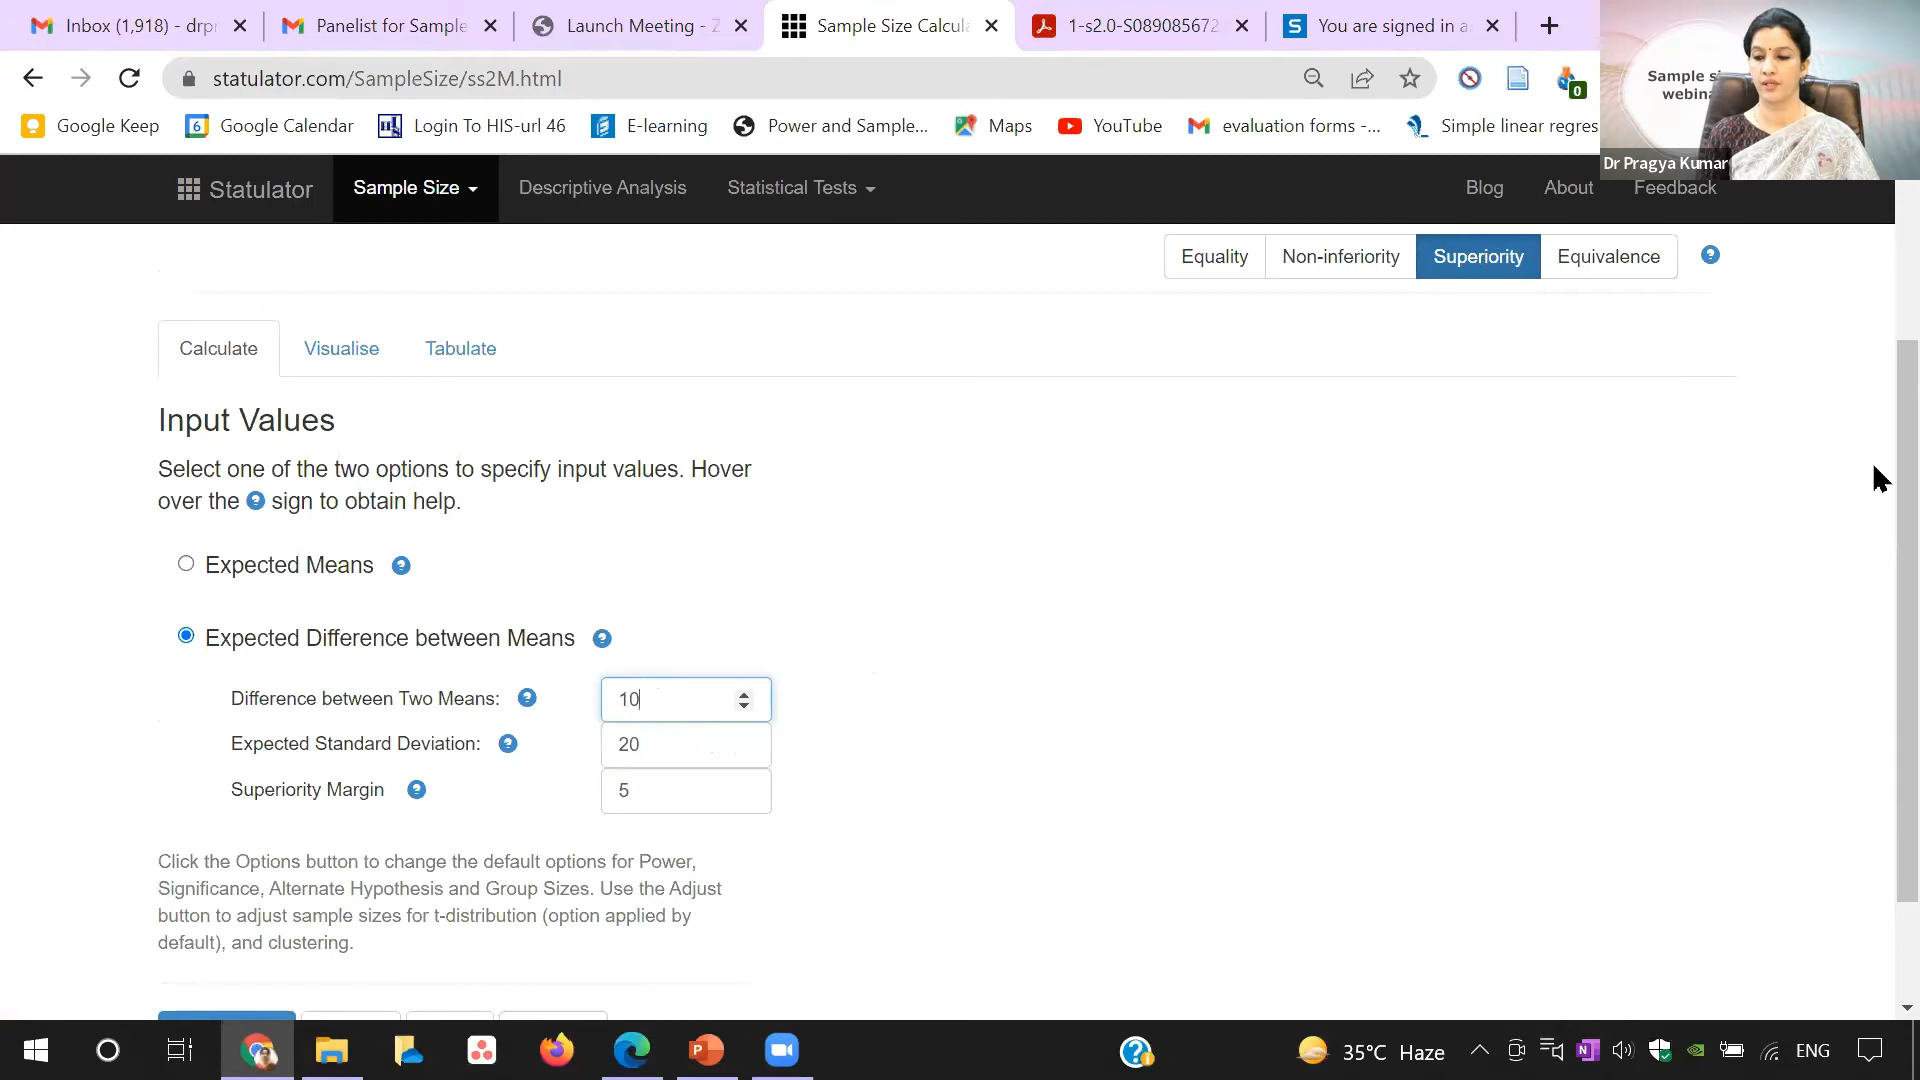 Inbox (1,918) - drpr
Panelist for Sample
Launch Meeting - Z
Sample Size Calcula
1-s2.0-S089085672
You are signed in a
statulator.com/SampleSize/ss2M.html
0
Google Keep
6
Google Calendar
Login To HIS-url 46
E-learning
Power and Sample...
Maps
YouTube
evaluation forms -...
Simple linear regres
Sample si
webina
Dr Pragya Kumar
Statulator
Sample Size
Descriptive Analysis
Statistical Tests
Blog
About
Feedback
Equality
Non-inferiority
Superiority
Equivalence
?
Calculate
Visualise
Tabulate
Input Values
Select one of the two options to specify input values. Hover
over the ? sign to obtain help.
Expected Means ?
Expected Difference between Means ?
Difference between Two Means: ? 10
Expected Standard Deviation: ? 20
Superiority Margin ? 5
Click the Options button to change the default options for Power,
Significance, Alternate Hypothesis and Group Sizes. Use the Adjust
button to adjust sample sizes for t-distribution (option applied by
default), and clustering.
35°C Haze
ENG